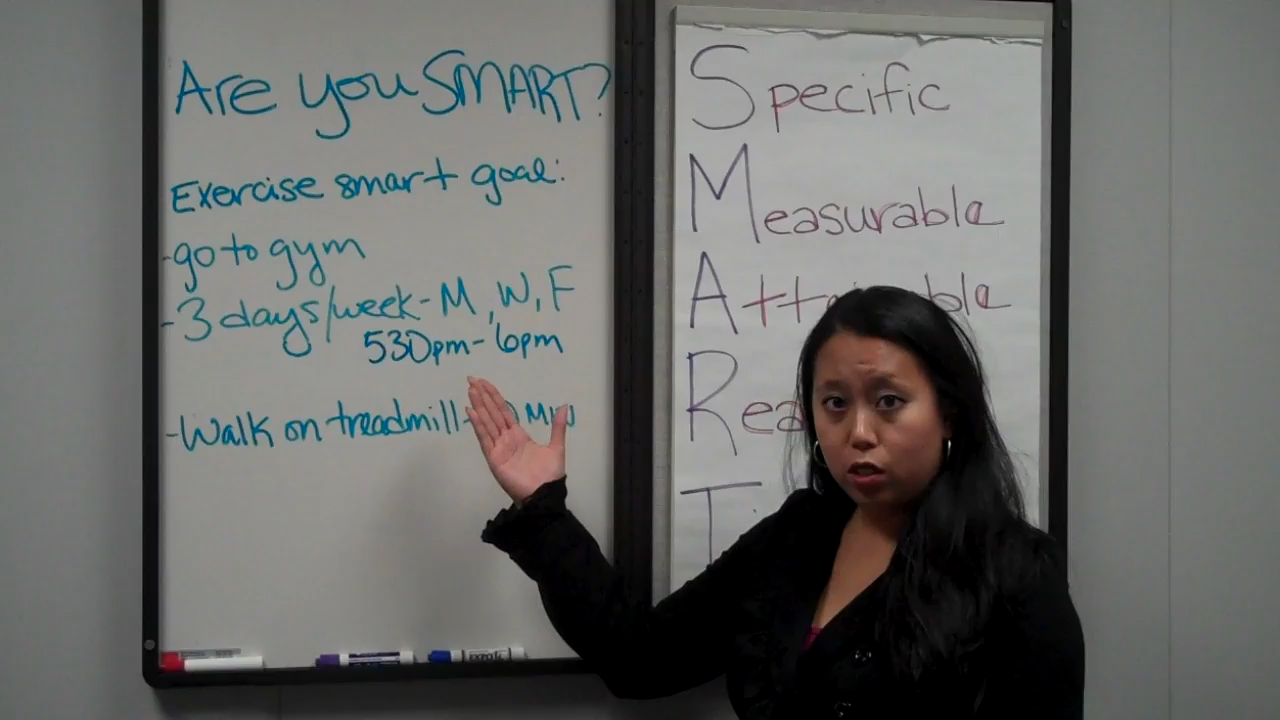 Are you SMART?
Exercise smart goal:
-go to gym
-3 days/week - M, W, F
530pm - 6pm
-Walk on treadmill-
Specific
Measurable
A
R
T
EXPO